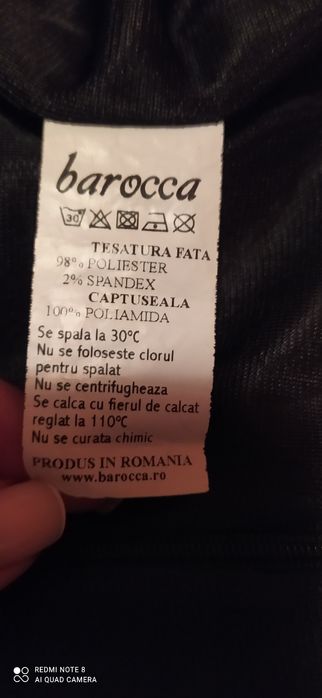 barocca
30
TESATURA FATA
98% POLIESTER
2% SPANDEX
CAPTUSEALA
100% POLIAMIDA
Se spala la 30ºC
Nu se foloseste clorul
pentru spalat
Nu se centrifugheaza
Se calca cu fierul de calcat
reglat la 110ºC
Nu se curata chimic
PRODUS IN ROMANIA
www.barocca.ro
REDMI NOTE 8
AI QUAD CAMERA